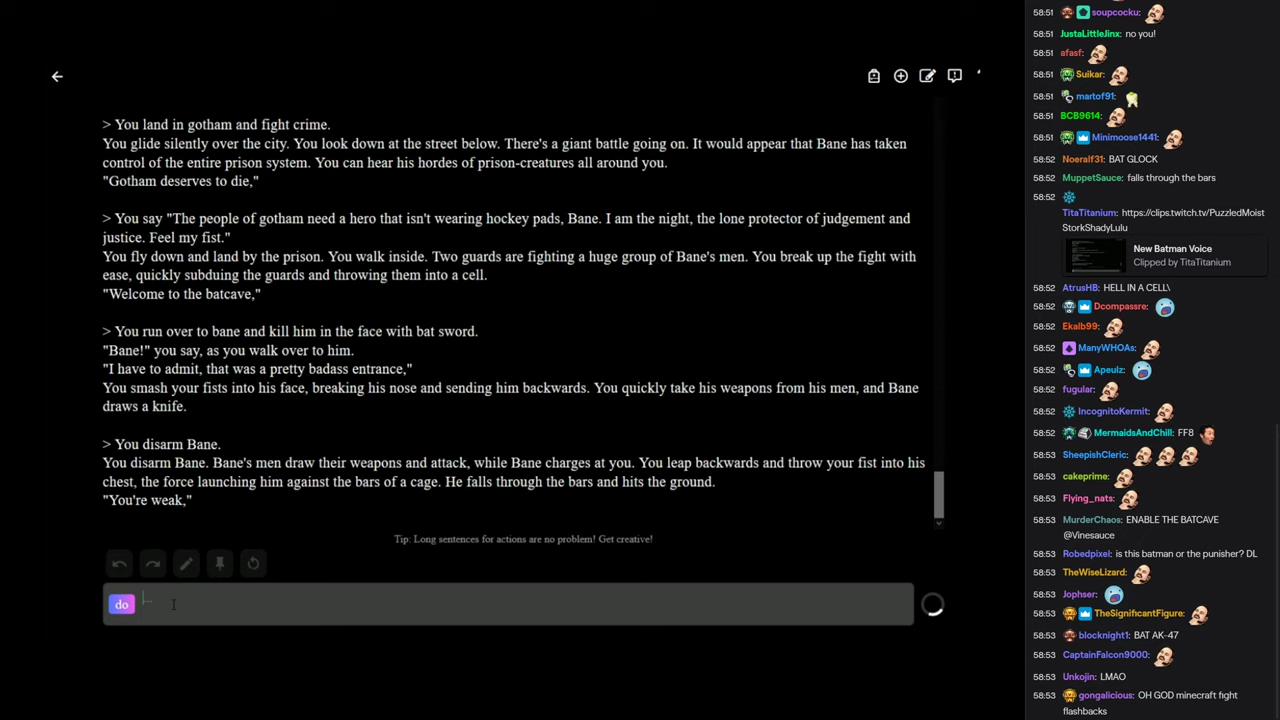 > You land in gotham and fight crime.
You glide silently over the city. You look down at the street below. There's a giant battle going on. It would appear that Bane has taken
control of the entire prison system. You can hear his hordes of prison-creatures all around you.
"Gotham deserves to die,"
> You say "The people of gotham need a hero that isn't wearing hockey pads, Bane. I am the night, the lone protector of judgement and
justice. Feel my fist."
You fly down and land by the prison. You walk inside. Two guards are fighting a huge group of Bane's men. You break up the fight with
ease, quickly subduing the guards and throwing them into a cell.
"Welcome to the batcave,"
> You run over to bane and kill him in the face with bat sword.
"Bane!" you say, as you walk over to him.
"I have to admit, that was a pretty badass entrance,"
You smash your fists into his face, breaking his nose and sending him backwards. You quickly take his weapons from his men, and Bane
draws a knife.
> You disarm Bane.
You disarm Bane. Bane's men draw their weapons and attack, while Bane charges at you. You leap backwards and throw your fist into his
chest, the force launching him against the bars of a cage. He falls through the bars and hits the ground.
"You're weak,"
Tip: Long sentences for actions are no problem! Get creative!
do ...
58:51 soupcocku:
58:51 JustaLittleJinx: no you!
58:51 afasf:
58:51 Suikar:
58:51 martof91:
58:51 BCB9614:
58:51 Minimoose1441:
58:52 Noeralf31: BAT GLOCK
58:52 MuppetSauce: falls through the bars
58:52
TitaTitanium: https://clips.twitch.tv/PuzzledMoist
StorkShadyLulu
New Batman Voice
Clipped by TitaTitanium
58:52 AtrusHB: HELL IN A CELL\
58:52 Dcompassre:
58:52 Ekalb99:
58:52 ManyWHOAs:
58:52 Apeulz:
58:52 fugular:
58:52 IncognitoKermit:
58:52 MermaidsAndChill: FF8
58:53 SheepishCleric:
58:53 cakeprime:
58:53 Flying_nats:
58:53 MurderChaos: ENABLE THE BATCAVE
@Vinesauce
58:53 Robedpixel: is this batman or the punisher? DL
58:53 TheWiseLizard:
58:53 Jophser:
58:53 TheSignificantFigure:
58:53 blocknight1: BAT AK-47
58:53 CaptainFalcon9000:
58:53 Unkojin: LMAO
58:53 gongalicious: OH GOD minecraft fight
flashbacks